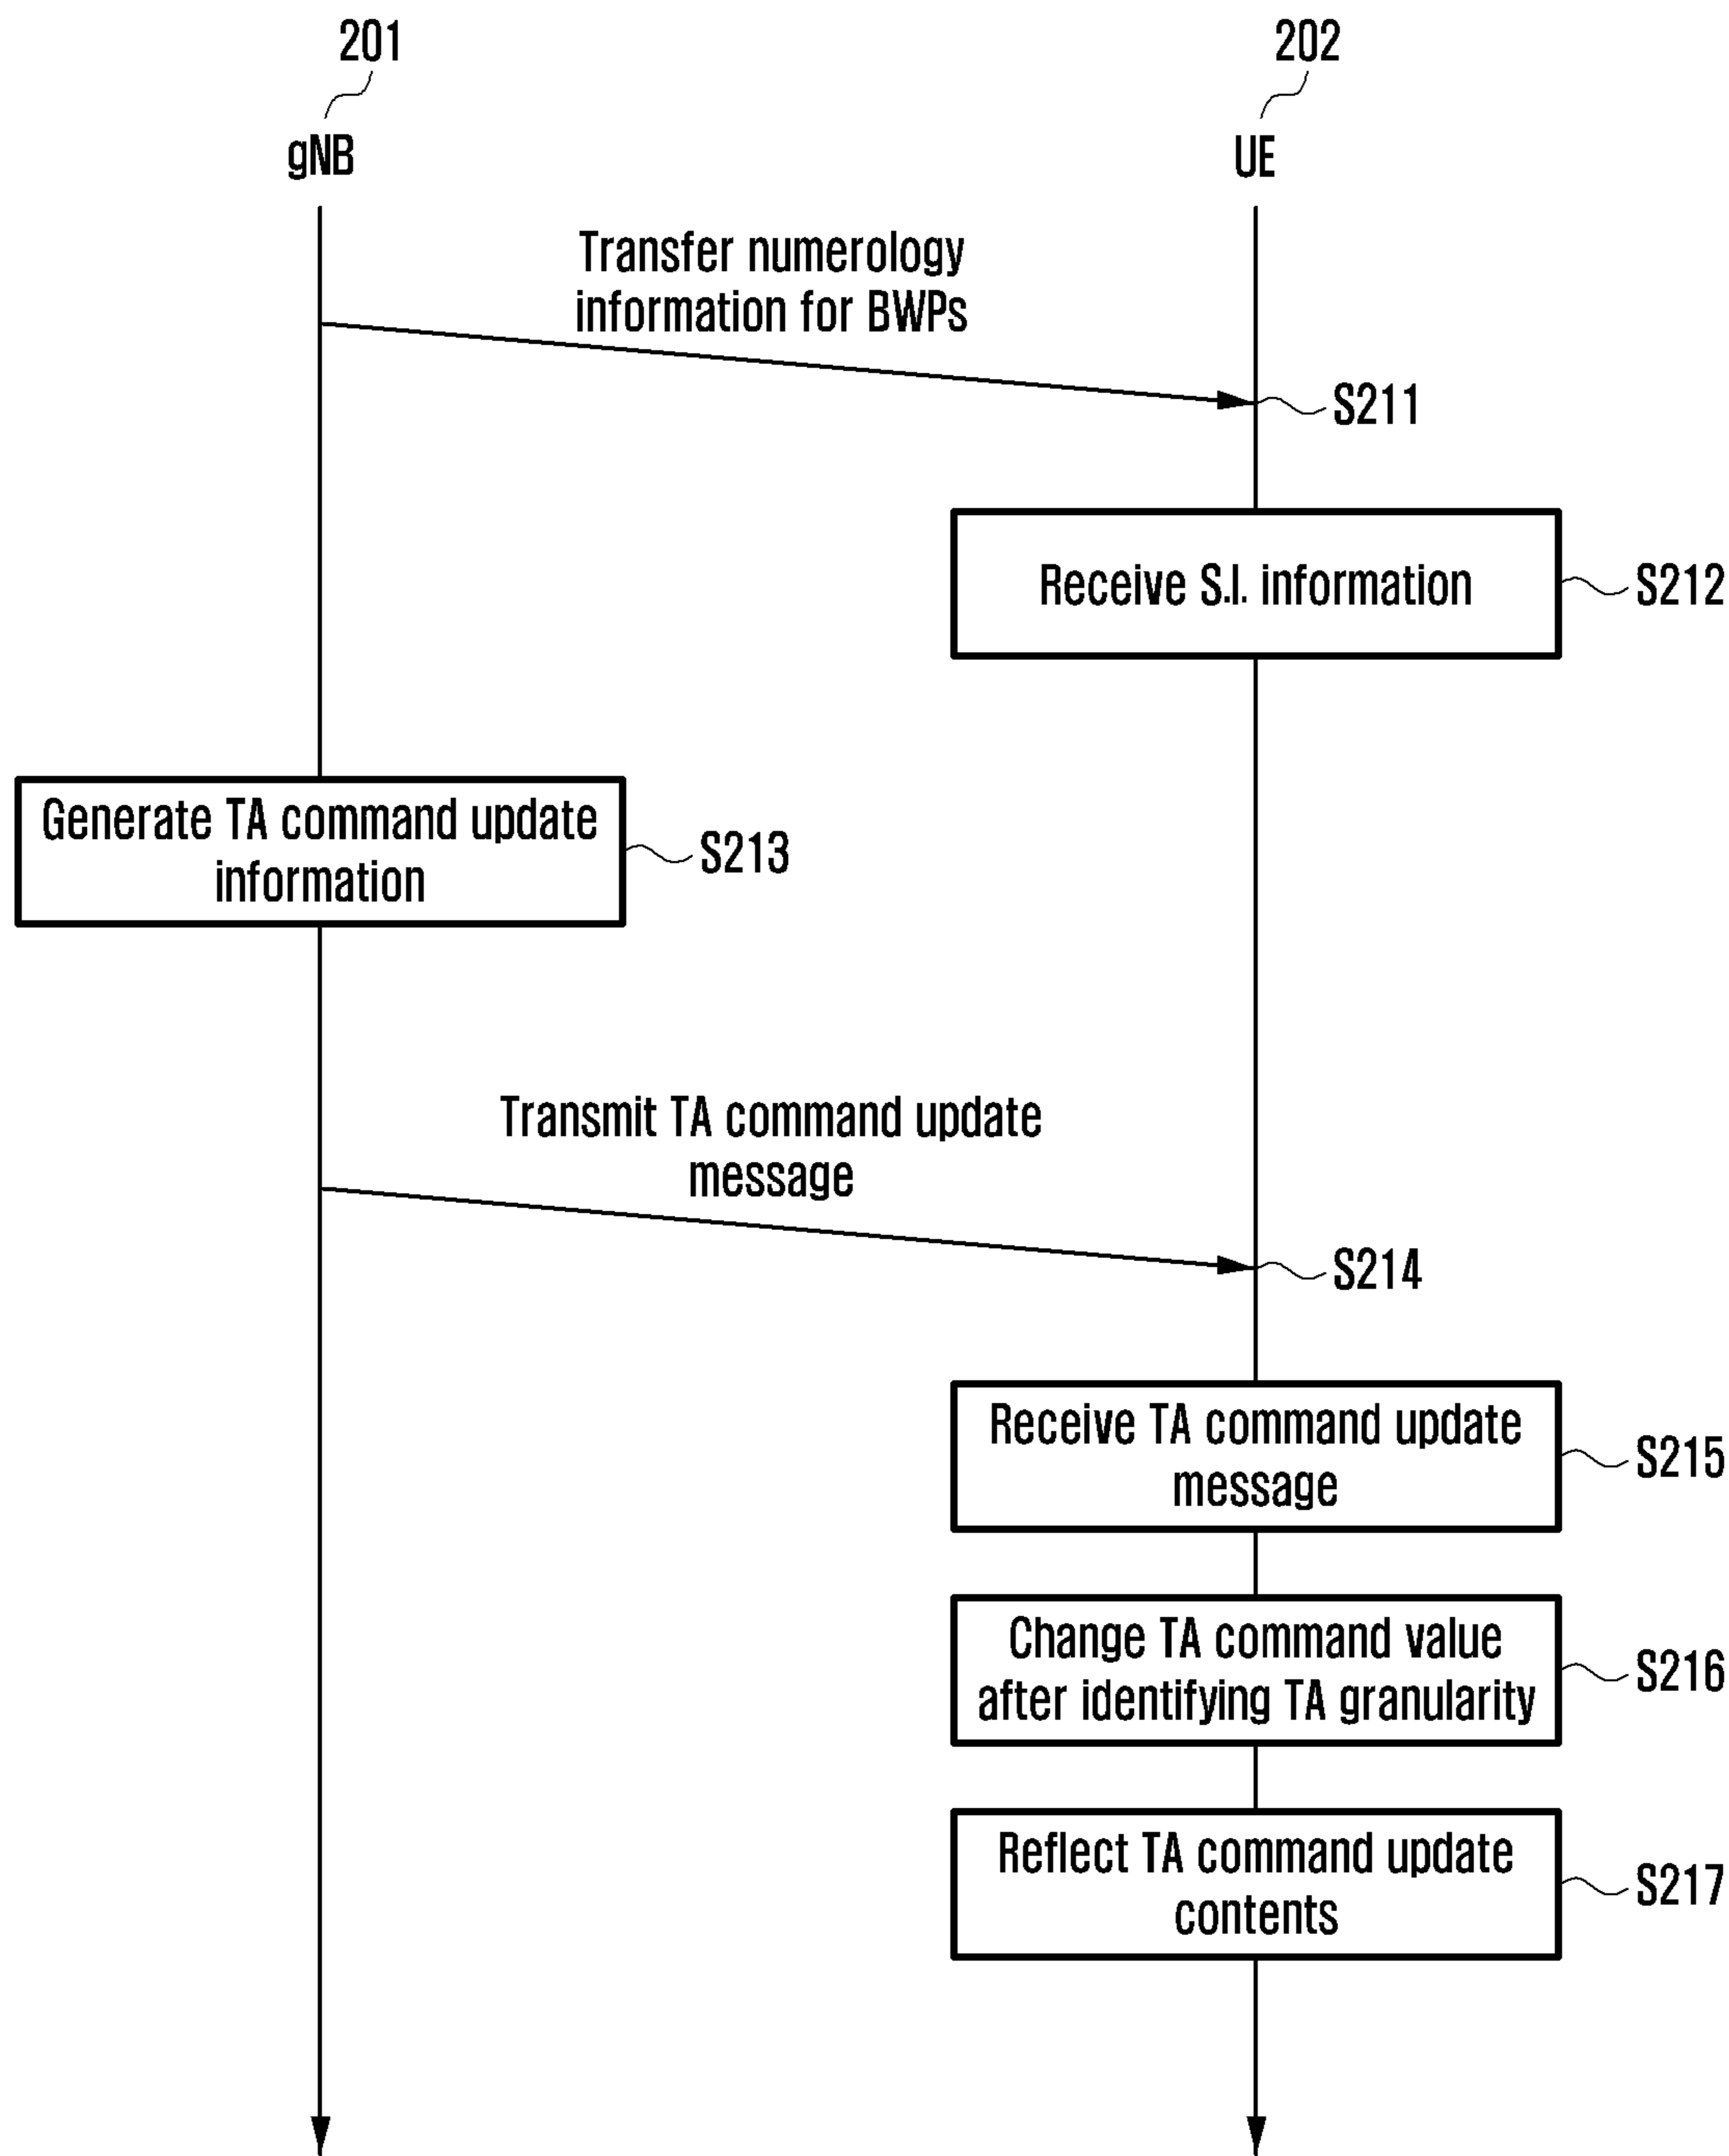 201
202
gNB
UE
Transfer numerology
information for BWPs
S211
Receive S.I. information
S212
Generate TA command update
information
S213
Transmit TA command update
message
S214
Receive TA command update
message
S215
Change TA command value
after identifying TA granularity
S216
Reflect TA command update
contents
S217